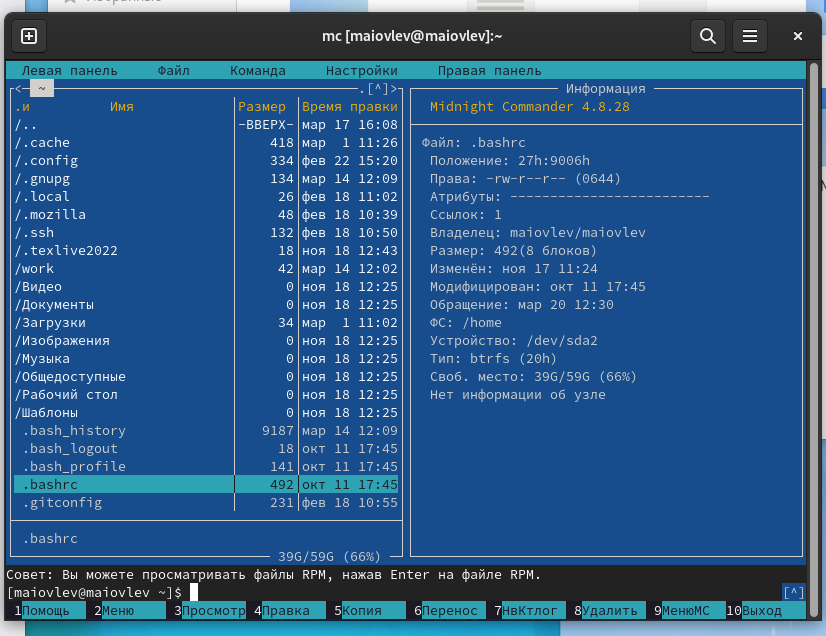 Избранные
mc [maiovlev@maiovlev]:~
Левая панель Файл Команда Настройки Правая панель
<- ~ .[^]>
.и Имя Размер Время правки
/.. -ВВЕРХ- мар 17 16:08
/.cache 418 мар 1 11:26
/.config 334 фев 22 15:20
/.gnupg 134 мар 14 12:09
/.local 26 фев 18 11:02
/.mozilla 48 фев 18 10:39
/.ssh 132 фев 18 10:50
/.texlive2022 18 ноя 18 12:43
/work 42 мар 14 12:02
/Видео 0 ноя 18 12:25
/Документы 0 ноя 18 12:25
/Загрузки 34 мар 1 11:02
/Изображения 0 ноя 18 12:25
/Музыка 0 ноя 18 12:25
/Общедоступные 0 ноя 18 12:25
/Рабочий стол 0 ноя 18 12:25
/Шаблоны 0 ноя 18 12:25
.bash_history 9187 мар 14 12:09
.bash_logout 18 окт 11 17:45
.bash_profile 141 окт 11 17:45
.bashrc 492 окт 11 17:45
.gitconfig 231 фев 18 10:55
.bashrc
39G/59G (66%)
Информация
Midnight Commander 4.8.28
Файл: .bashrc
Положение: 27h:9006h
Права: -rw-r--r-- (0644)
Атрибуты: -------------------------
Ссылок: 1
Владелец: maiovlev/maiovlev
Размер: 492(8 блоков)
Изменён: ноя 17 11:24
Модифицирован: окт 11 17:45
Обращение: мар 20 12:30
ФС: /home
Устройство: /dev/sda2
Тип: btrfs (20h)
Своб. место: 39G/59G (66%)
Нет информации об узле
Совет: Вы можете просматривать файлы RPM, нажав Enter на файле RPM.
[maiovlev@maiovlev ~]$ [^]
1Помощь 2Меню 3Просмотр 4Правка 5Копия 6Перенос 7НвКтлог 8Удалить 9МенюMC 10Выход